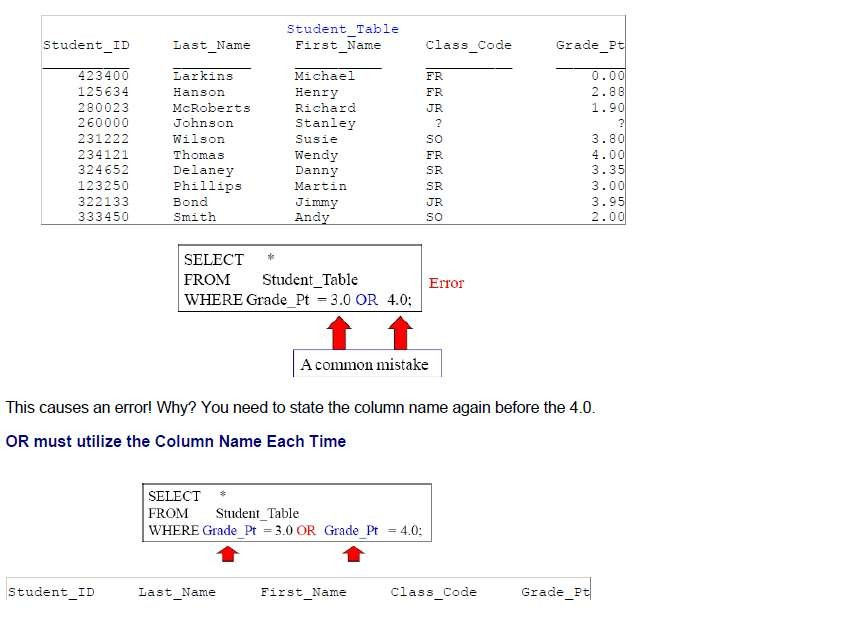 Student_Table
Student_ID Last_Name First_Name Class_Code Grade_Pt
423400 Larkins Michael FR 0.00
125634 Hanson Henry FR 2.88
280023 McRoberts Richard JR 1.90
260000 Johnson Stanley ? ?
231222 Wilson Susie SO 3.80
234121 Thomas Wendy FR 4.00
324652 Delaney Danny SR 3.35
123250 Phillips Martin SR 3.00
322133 Bond Jimmy JR 3.95
333450 Smith Andy SO 2.00
SELECT *
FROM Student_Table
WHERE Grade_Pt = 3.0 OR 4.0;
Error
A common mistake
This causes an error! Why? You need to state the column name again before the 4.0.
OR must utilize the Column Name Each Time
SELECT *
FROM Student_Table
WHERE Grade_Pt = 3.0 OR Grade_Pt = 4.0;
Student_ID Last_Name First_Name Class_Code Grade_Pt